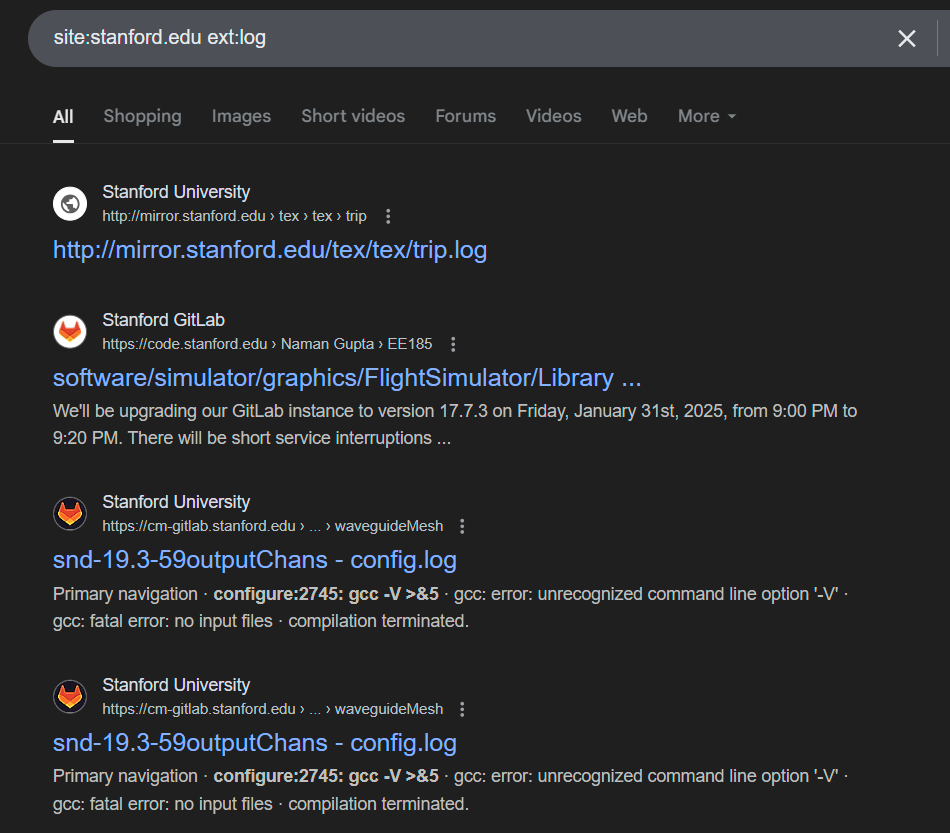 site:stanford.edu ext:log
All Shopping Images Short videos Forums Videos Web More
Stanford University
http://mirror.stanford.edu › tex › tex › trip
http://mirror.stanford.edu/tex/tex/trip.log
Stanford GitLab
https://code.stanford.edu › Naman Gupta › EE185
software/simulator/graphics/FlightSimulator/Library ...
We'll be upgrading our GitLab instance to version 17.7.3 on Friday, January 31st, 2025, from 9:00 PM to
9:20 PM. There will be short service interruptions ...
Stanford University
https://cm-gitlab.stanford.edu › ... › waveguideMesh
snd-19.3-59outputChans - config.log
Primary navigation · configure:2745: gcc -V >&5 · gcc: error: unrecognized command line option '-V' ·
gcc: fatal error: no input files · compilation terminated.
Stanford University
https://cm-gitlab.stanford.edu › ... › waveguideMesh
snd-19.3-59outputChans - config.log
Primary navigation · configure:2745: gcc -V >&5 · gcc: error: unrecognized command line option '-V' ·
gcc: fatal error: no input files · compilation terminated.